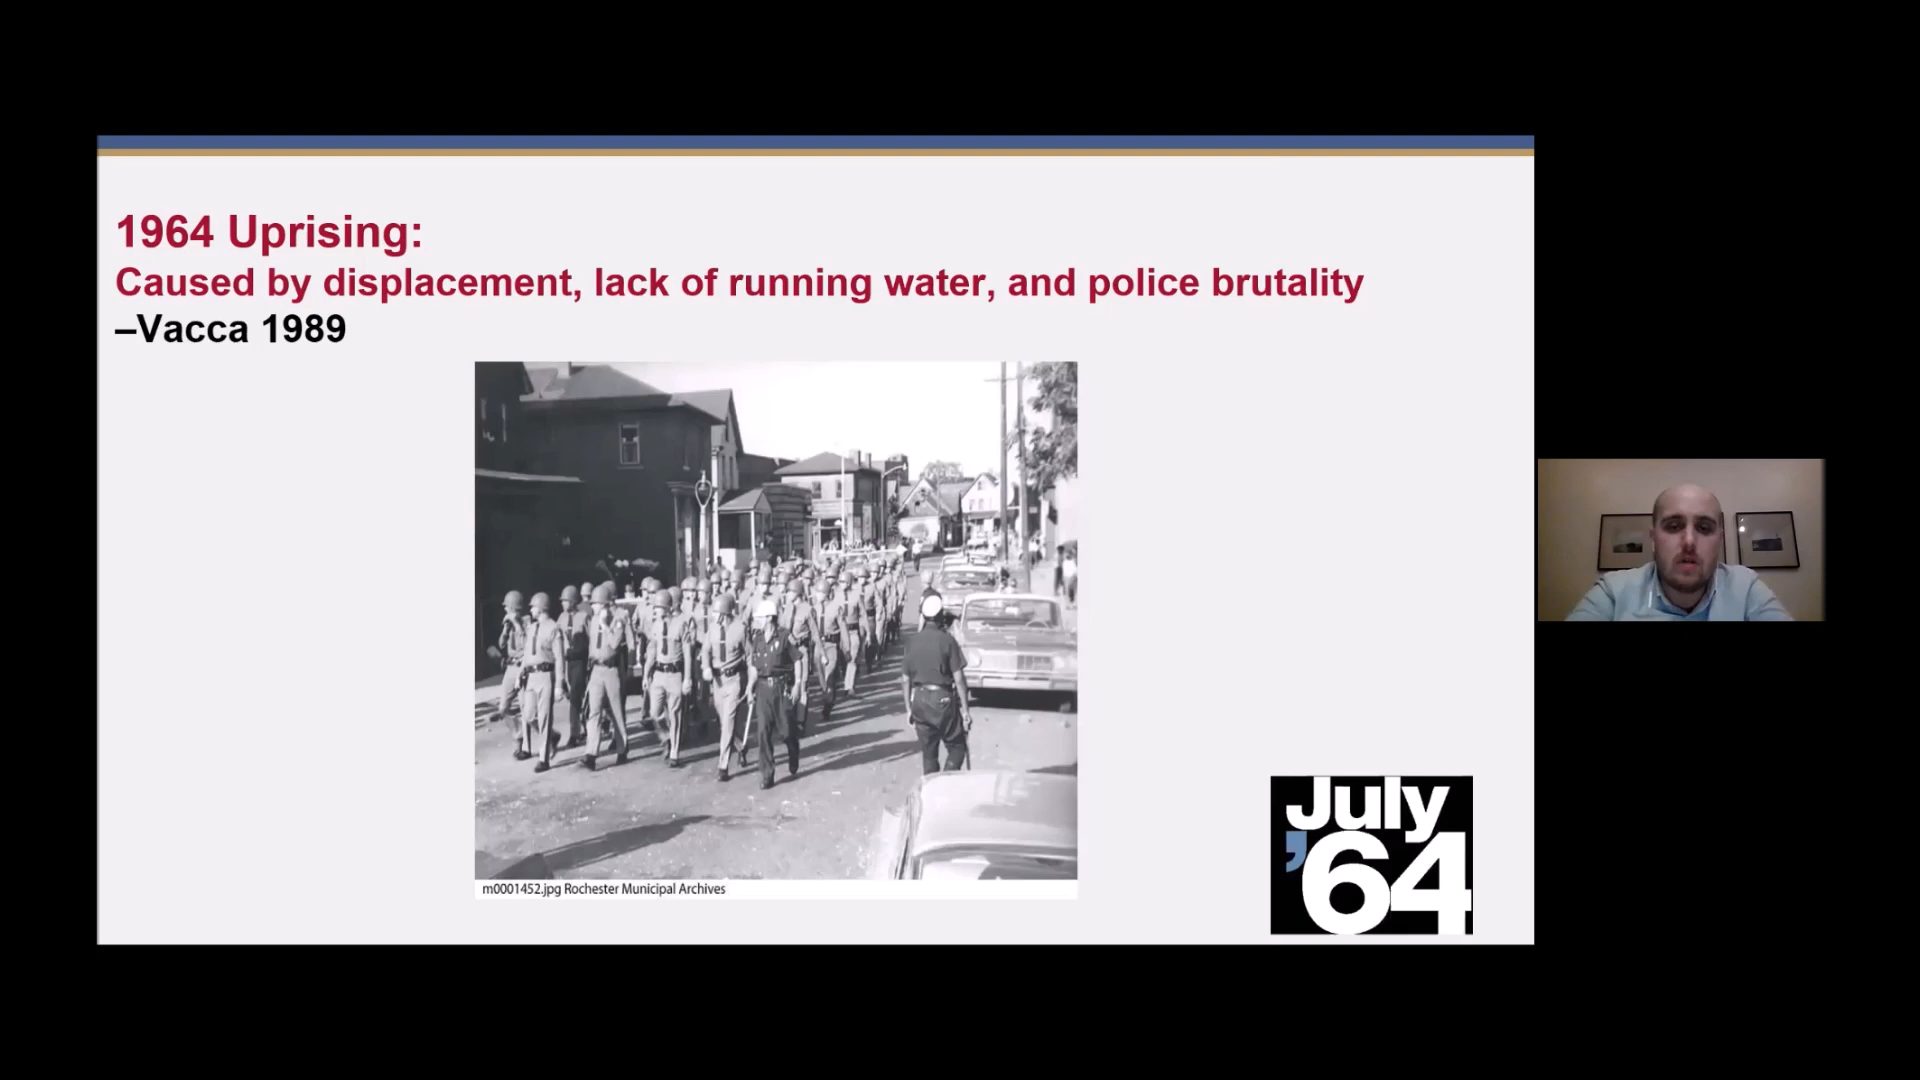 1964 Uprising:
Caused by displacement, lack of running water, and police brutality
–Vacca 1989
m0001452.jpg Rochester Municipal Archives
July
’64